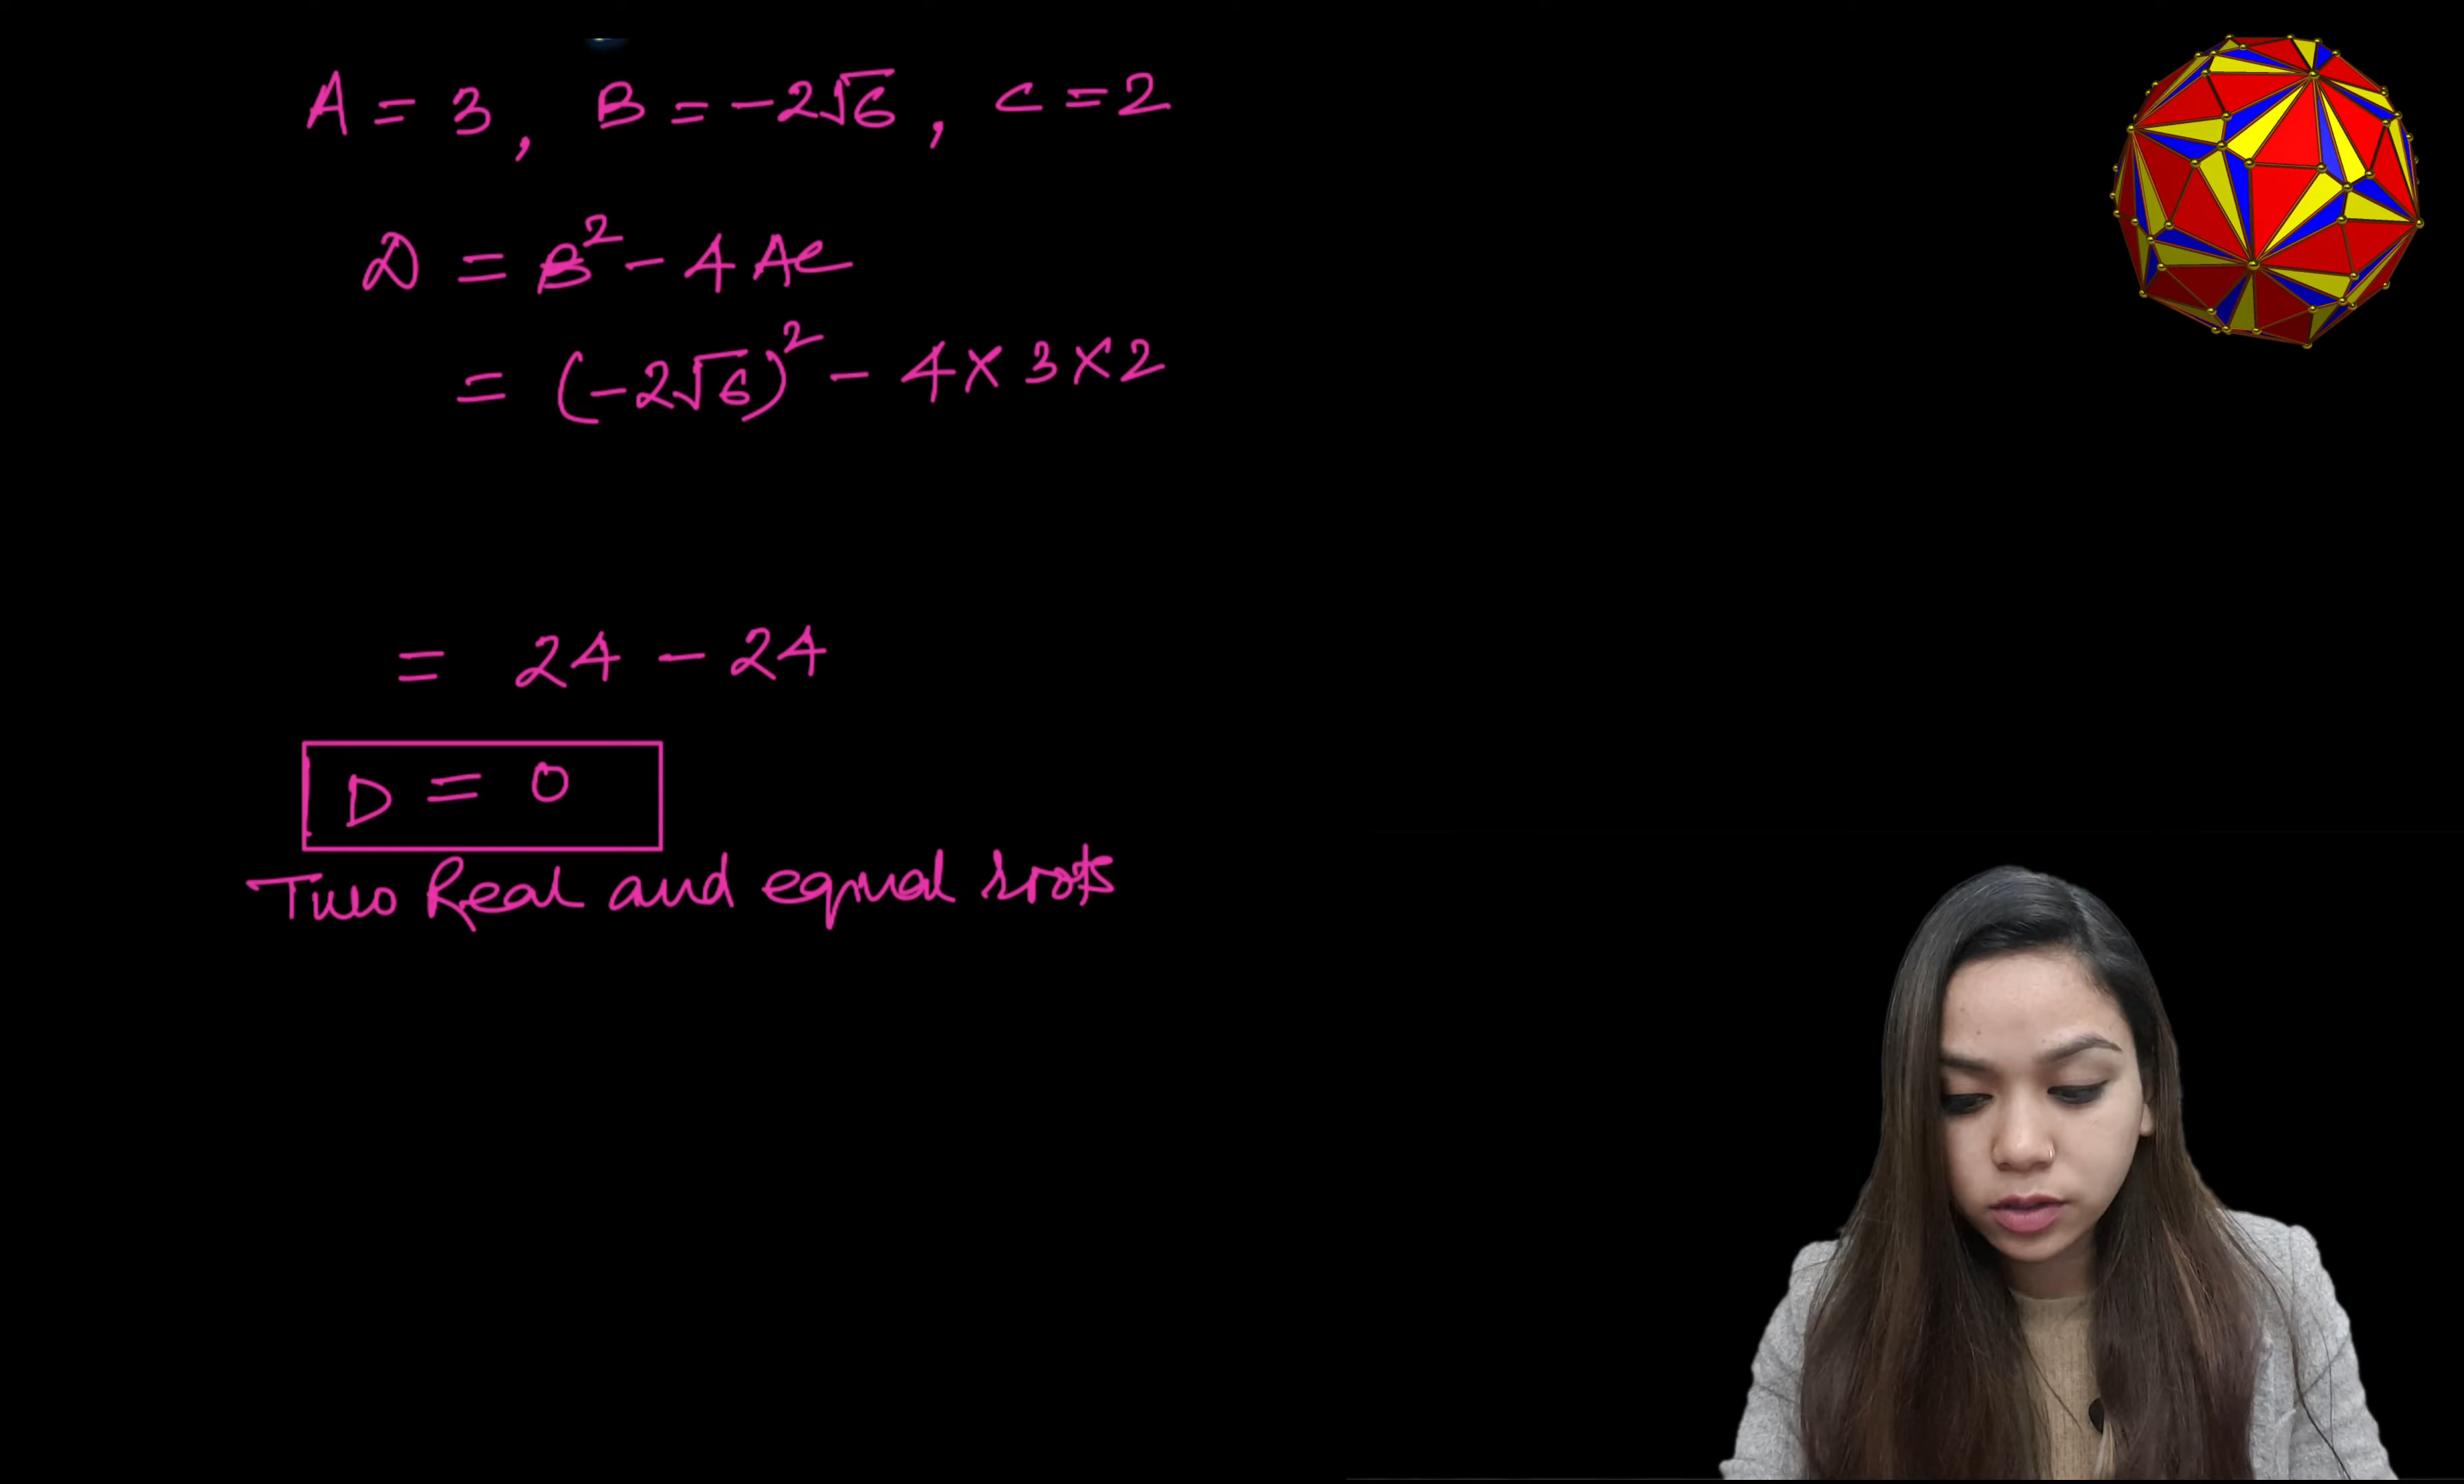 A = 3, B = -2√6, C = 2
D = B² - 4AC
= (-2√6)² - 4 × 3 × 2
= 24 - 24
D = 0
Two Real and equal roots